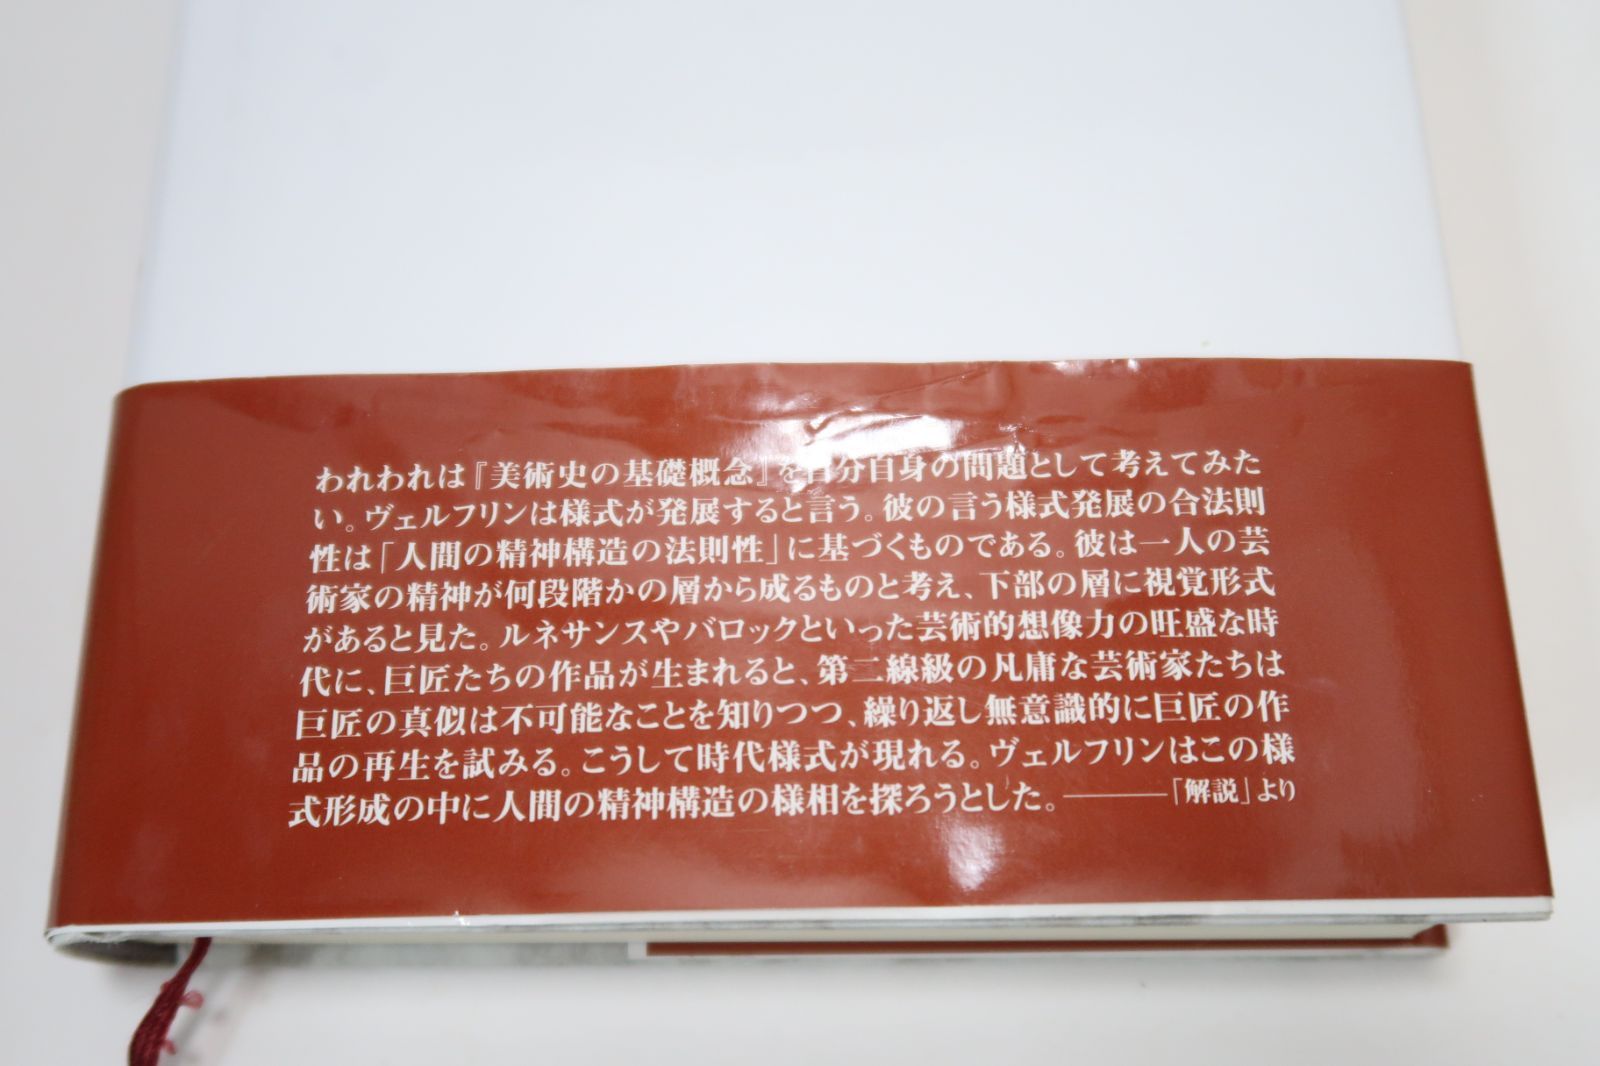 われわれは『美術史の基礎概念』を自分自身の問題として考えてみた
い。ヴェルフリンは様式が発展すると言う。彼の言う様式発展の合法則
性は「人間の精神構造の法則性」に基づくものである。彼は一人の芸
術家の精神が何段階かの層から成るものと考え、下部の層に視覚形式
があると見た。ルネサンスやバロックといった芸術的想像力の旺盛な時
代に、巨匠たちの作品が生まれると、第二線級の凡庸な芸術家たちは
巨匠の真似は不可能なことを知りつつ、繰り返し無意識的に巨匠の作
品の再生を試みる。こうして時代様式が現れる。ヴェルフリンはこの様
式形成の中に人間の精神構造の様相を探ろうとした。――「解説」より